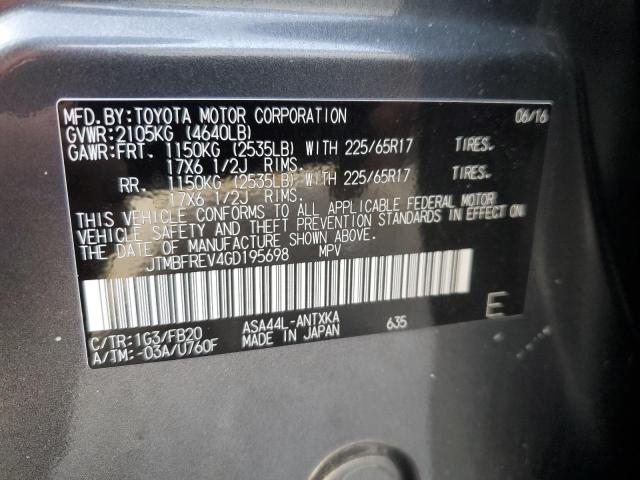 MFD.BY:TOYOTA MOTOR CORPORATION 06/16
GVWR:2105KG (4640LB)
GAWR:FRT. 1150KG (2535LB) WITH 225/65R17 TIRES.
17X6 1/2J RIMS.
RR. 1150KG (2535LB) WITH 225/65R17 TIRES.
17X6 1/2J RIMS.
THIS VEHICLE CONFORMS TO ALL APPLICABLE FEDERAL MOTOR
VEHICLE SAFETY AND THEFT PREVENTION STANDARDS IN EFFECT ON
THE DATE OF MANUFACTURE SHOWN ABOVE.
JTMBFREV4GD195698 MPV
C/TR:1G3/FB20 ASA44L-ANTXKA 635 E
A/TM:-03A/U760F MADE IN JAPAN